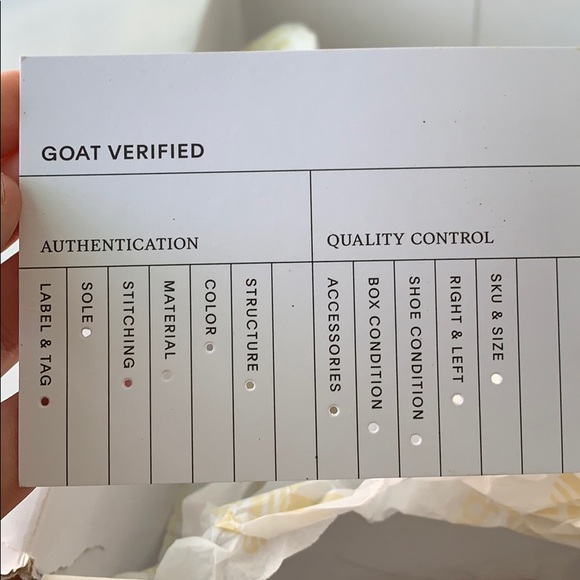 GOAT VERIFIED
AUTHENTICATION
LABEL & TAG
SOLE
STITCHING
MATERIAL
COLOR
STRUCTURE
QUALITY CONTROL
ACCESSORIES
BOX CONDITION
SHOE CONDITION
RIGHT & LEFT
SKU & SIZE